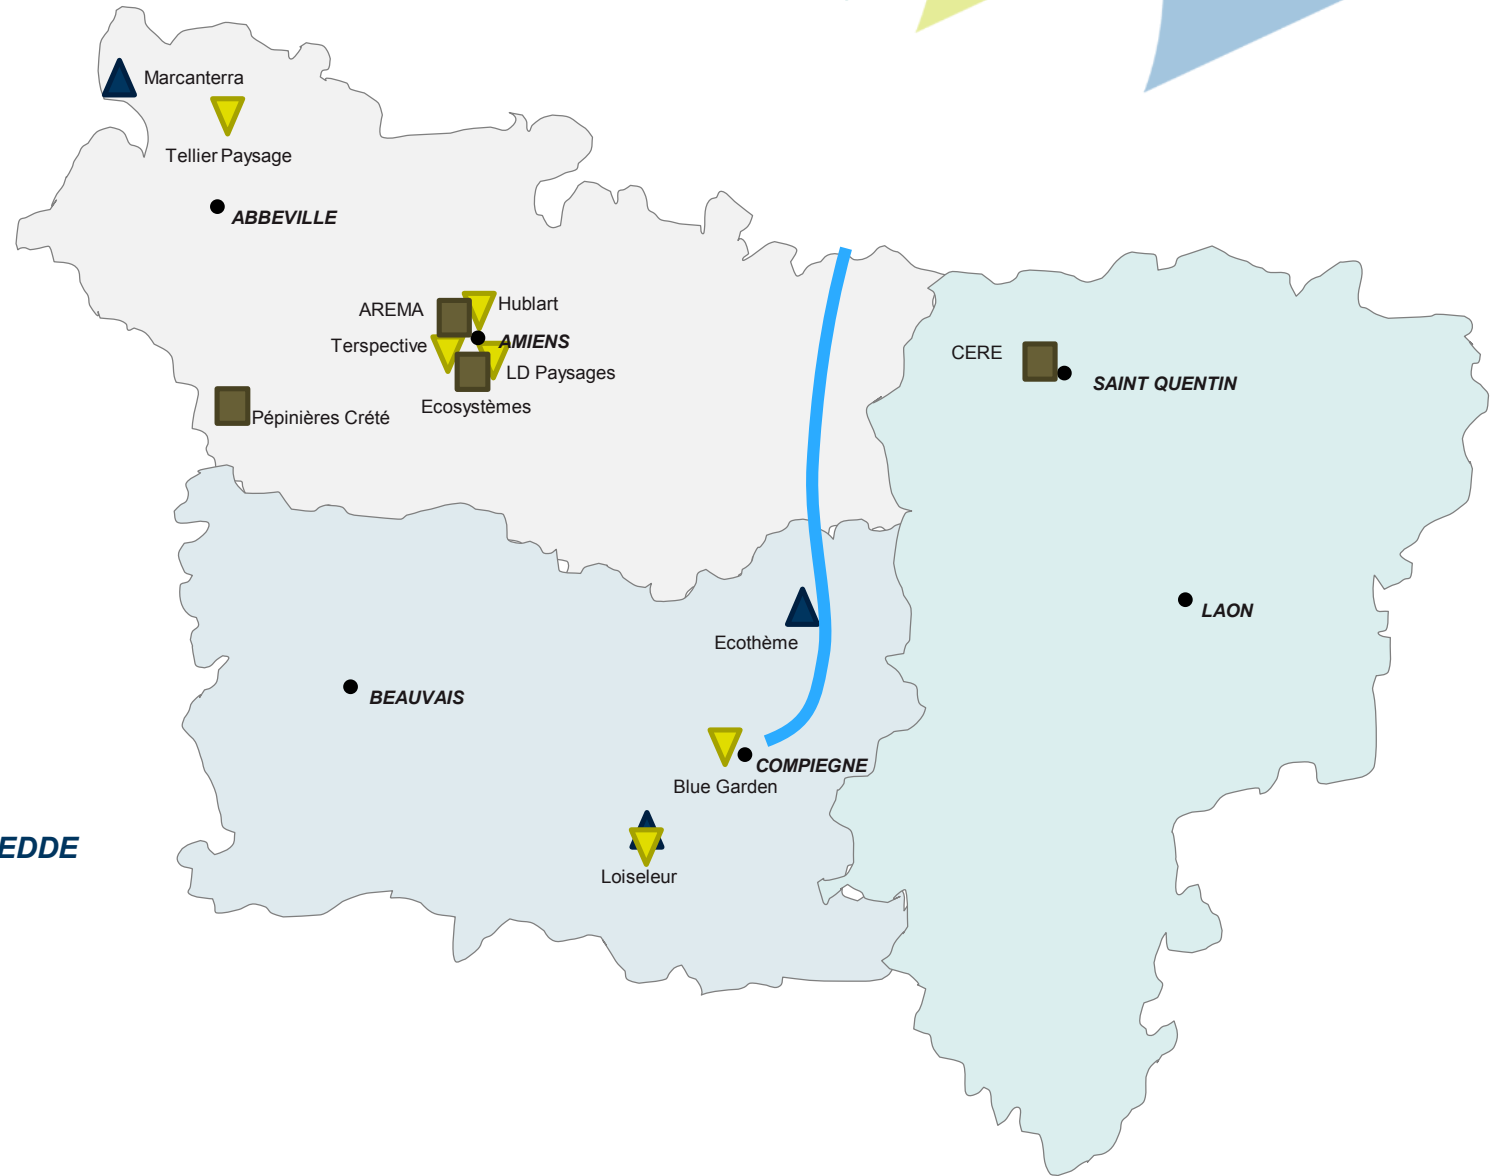 Marcanterra
Tellier Paysage
ABBEVILLE
AREMA
Hublart
Terspective
AMIENS
LD Paysages
Ecosystèmes
Pépinières Crété
CERE
SAINT QUENTIN
LAON
Ecothème
BEAUVAIS
COMPIEGNE
Blue Garden
EDDE
Loiseleur